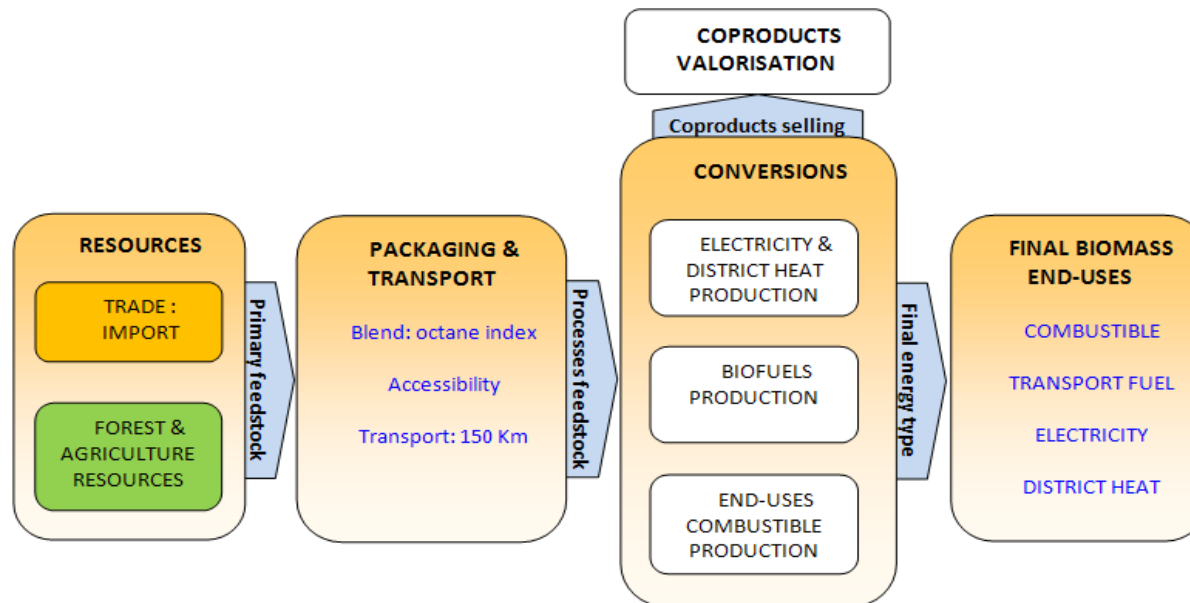 COPRODUCTS
VALORISATION
Coproducts selling
RESOURCES
TRADE :
IMPORT
FOREST &
AGRICULTURE
RESOURCES
Primary feedstock
PACKAGING &
TRANSPORT
Blend: octane index
Accessibility
Transport: 150 Km
Processes feedstock
CONVERSIONS
ELECTRICITY &
DISTRICT HEAT
PRODUCTION
BIOFUELS
PRODUCTION
END-USES
COMBUSTIBLE
PRODUCTION
Final energy type
FINAL BIOMASS
END-USES
COMBUSTIBLE
TRANSPORT FUEL
ELECTRICITY
DISTRICT HEAT